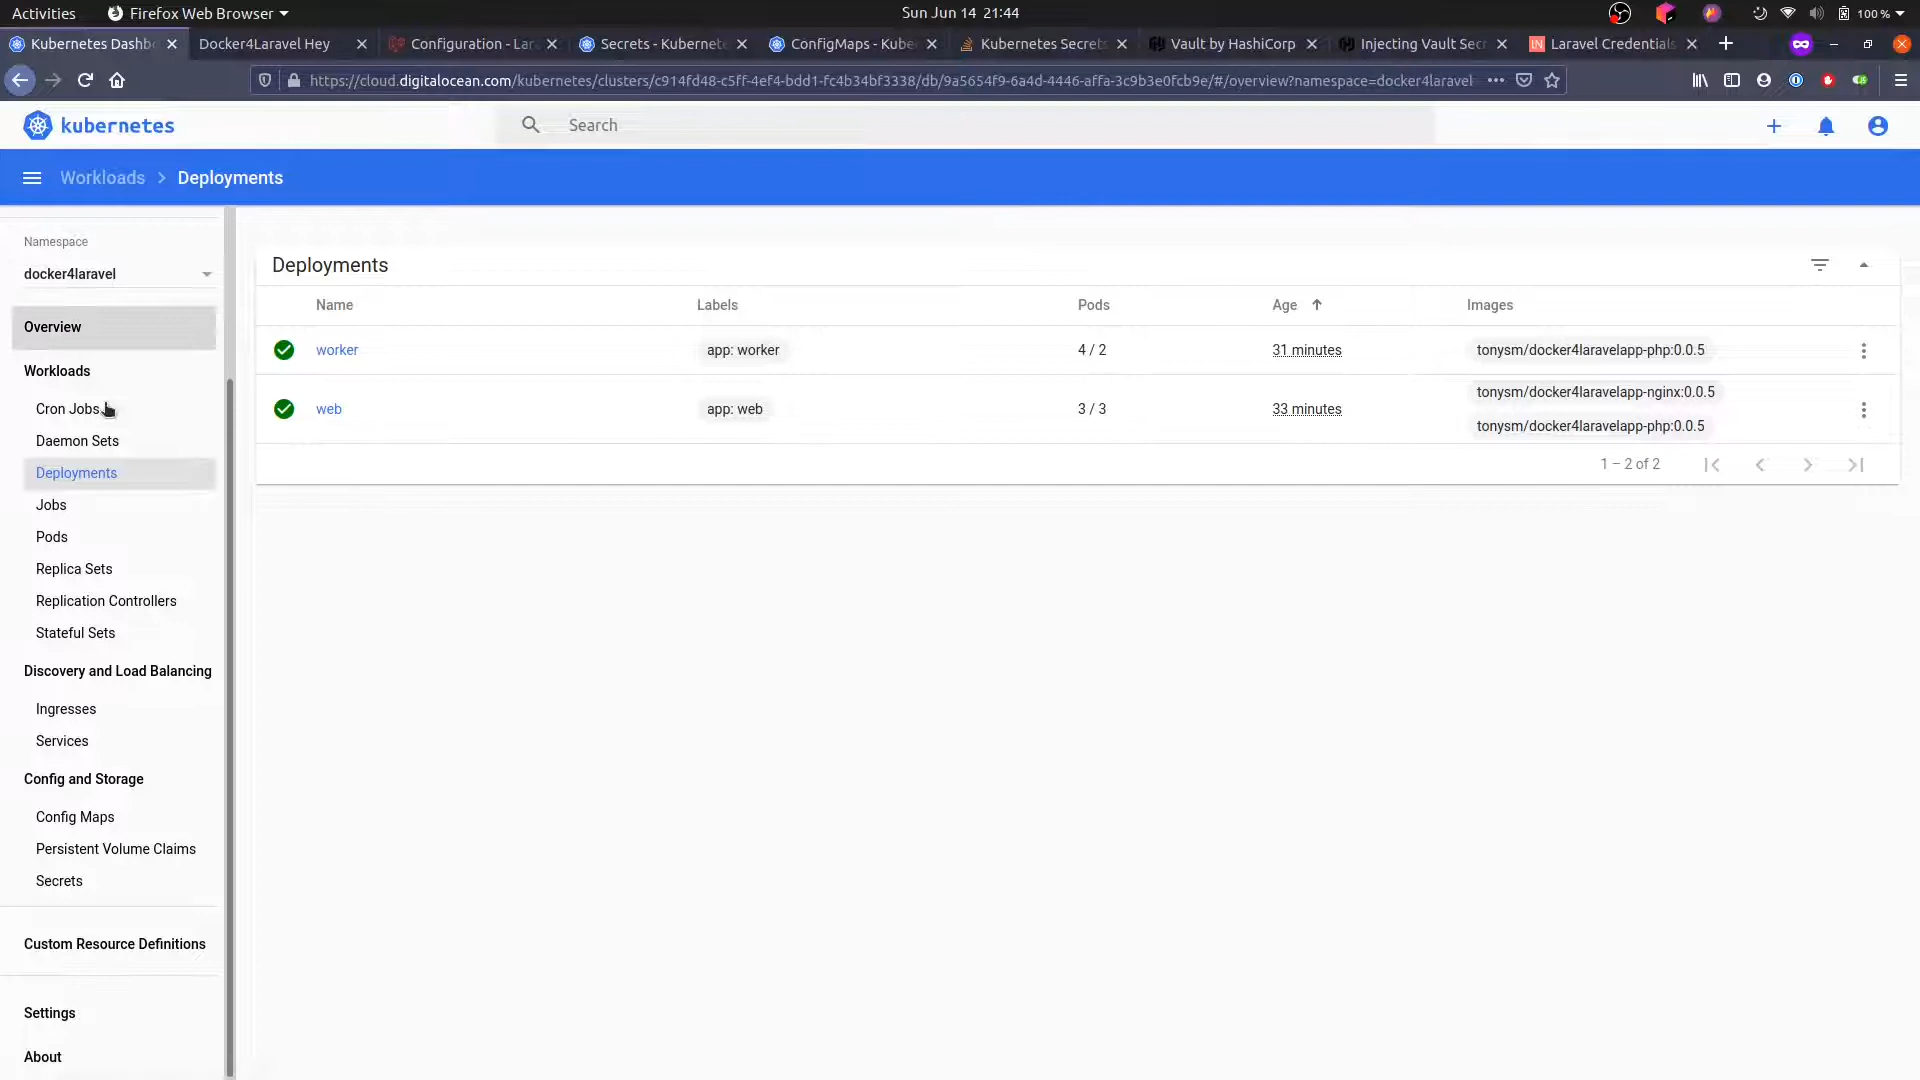 Activities
Firefox Web Browser
Sun Jun 14 21:44
100 %
Kubernetes Dashb
Docker4Laravel Hey
Configuration - Lar
Secrets - Kubernete
ConfigMaps - Kube
Kubernetes Secrets
Vault by HashiCorp
Injecting Vault Secr
Laravel Credentials
https://cloud.digitalocean.com/kubernetes/clusters/c914fd48-c5ff-4ef4-bdd1-fc4b34bf3338/db/9a5654f9-6a4d-4446-affa-3c9b3e0fcb9e/#/overview?namespace=docker4laravel
kubernetes
Search
Workloads
Deployments
Namespace
docker4laravel
Overview
Workloads
Cron Jobs
Daemon Sets
Deployments
Jobs
Pods
Replica Sets
Replication Controllers
Stateful Sets
Discovery and Load Balancing
Ingresses
Services
Config and Storage
Config Maps
Persistent Volume Claims
Secrets
Custom Resource Definitions
Settings
About
Deployments
Name
Labels
Pods
Age
Images
worker
app: worker
4 / 2
31 minutes
tonysm/docker4laravelapp-php:0.0.5
web
app: web
3 / 3
33 minutes
tonysm/docker4laravelapp-nginx:0.0.5
tonysm/docker4laravelapp-php:0.0.5
1 – 2 of 2